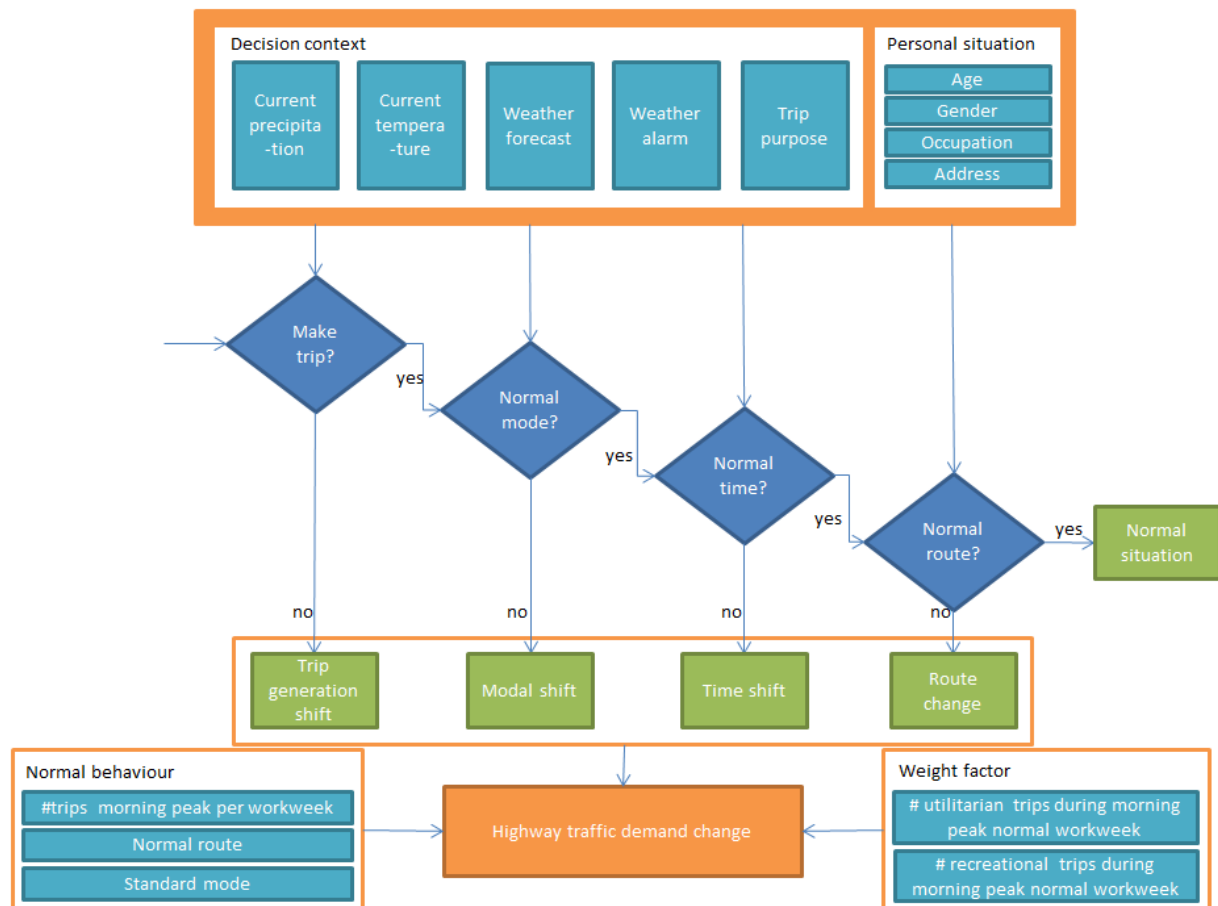 Decision context
Current
precipita
-tion
Current
tempera
-ture
Weather
forecast
Weather
alarm
Trip
purpose
Personal situation
Age
Gender
Occupation
Address
Make
trip?
yes
Normal
mode?
yes
Normal
time?
yes
Normal
route?
yes
Normal
situation
no
no
no
no
Trip
generation
shift
Modal shift
Time shift
Route
change
Normal behaviour
#trips morning peak per workweek
Normal route
Standard mode
Highway traffic demand change
Weight factor
# utilitarian trips during morning
peak normal workweek
# recreational trips during
morning peak normal workweek